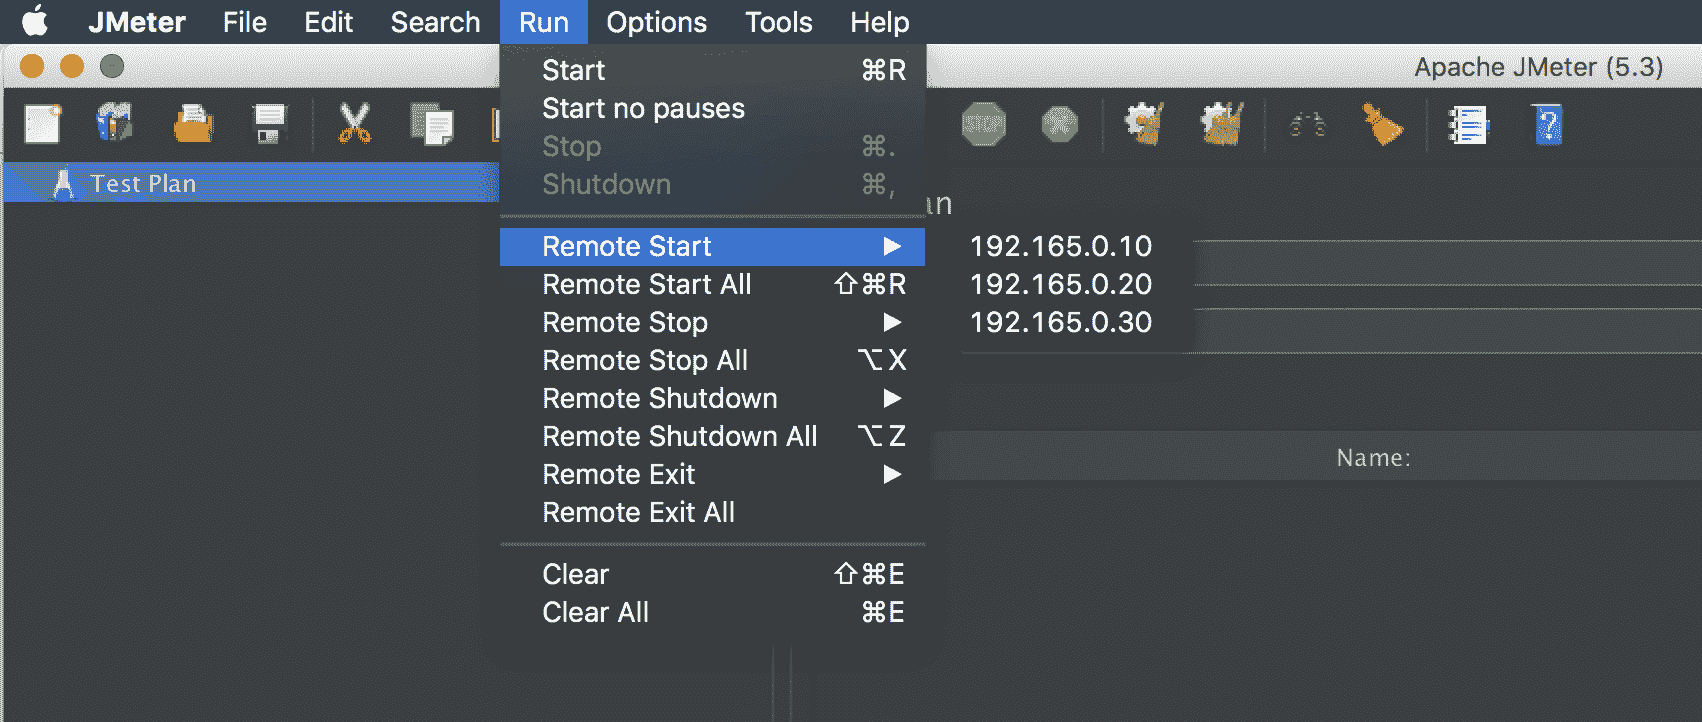 JMeter File Edit Search Run Options Tools Help
Apache JMeter (5.3)
Start ⌘R
Start no pauses
Stop ⌘.
Shutdown ⌘,
Test Plan
an
Remote Start ▶ 192.165.0.10
Remote Start All ⇧⌘R 192.165.0.20
Remote Stop ▶ 192.165.0.30
Remote Stop All ⌥X
Remote Shutdown ▶
Remote Shutdown All ⌥Z
Name:
Remote Exit ▶
Remote Exit All
Clear ⇧⌘E
Clear All ⌘E